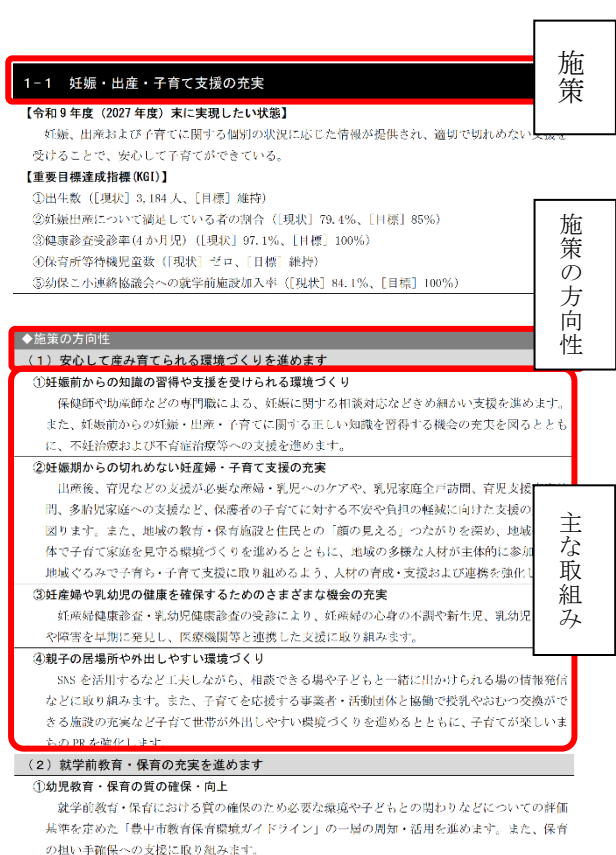 施策
1-1 妊娠・出産・子育て支援の充実
【令和9年度（2027年度）末に実現したい状態】
妊娠、出産および子育てに関する個別の状況に応じた情報が提供され、適切で切れめない支援を
受けることで、安心して子育てができている。
【重要目標達成指標(KGI)】
①出生数（[現状] 3,184人、[目標] 維持）
②妊娠出産について満足している者の割合（[現状] 79.4%、[目標] 85%）
③健康診査受診率(4か月児)（[現状] 97.1%、[目標] 100%）
④保育所等待機児童数（[現状] ゼロ、[目標] 維持）
⑤幼保こ小連絡協議会への就学前施設加入率（[現状] 84.1%、[目標] 100%）
施策の方向性
◆施策の方向性
（1）安心して産み育てられる環境づくりを進めます
①妊娠前からの知識の習得や支援を受けられる環境づくり
保健師や助産師などの専門職による、妊娠に関する相談対応などきめ細かい支援を進めます。
また、妊娠前からの妊娠・出産・子育てに関する正しい知識を習得する機会の充実を図るととも
に、不妊治療および不育症治療等への支援を進めます。
②妊娠期からの切れめない妊産婦・子育て支援の充実
出産後、育児などの支援が必要な産婦・乳児へのケアや、乳児家庭全戸訪問、育児支援
問、多胎児家庭への支援など、保護者の子育てに対する不安や負担の軽減に向けた支援の
図ります。また、地域の教育・保育施設と住民との「顔の見える」つながりを深め、地域
体で子育て家庭を見守る環境づくりを進めるとともに、地域の多様な人材が主体的に参加
地域ぐるみで子育ち・子育て支援に取り組めるよう、人材の育成・支援および連携を強化し
主な取組み
③妊産婦や乳幼児の健康を確保するためのさまざまな機会の充実
妊産婦健康診査・乳幼児健康診査の受診により、妊産婦の心身の不調や新生児、乳幼児
や障害を早期に発見し、医療機関等と連携した支援に取り組みます。
④親子の居場所や外出しやすい環境づくり
SNSを活用するなど工夫しながら、相談できる場や子どもと一緒に出かけられる場の情報発信
などに取り組みます。また、子育てを応援する事業者・活動団体と協働で授乳やおむつ交換がで
きる施設の充実など子育て世帯が外出しやすい環境づくりを進めるとともに、子育てが楽しいま
ちのPRを強化します
（2）就学前教育・保育の充実を進めます
①幼児教育・保育の質の確保・向上
就学前教育・保育における質の確保のため必要な環境や子どもとの関わりなどについての評価
基準を定めた「豊中市教育保育環境ガイドライン」の一層の周知・活用を進めます。また、保育
の担い手確保への支援に取り組みます。